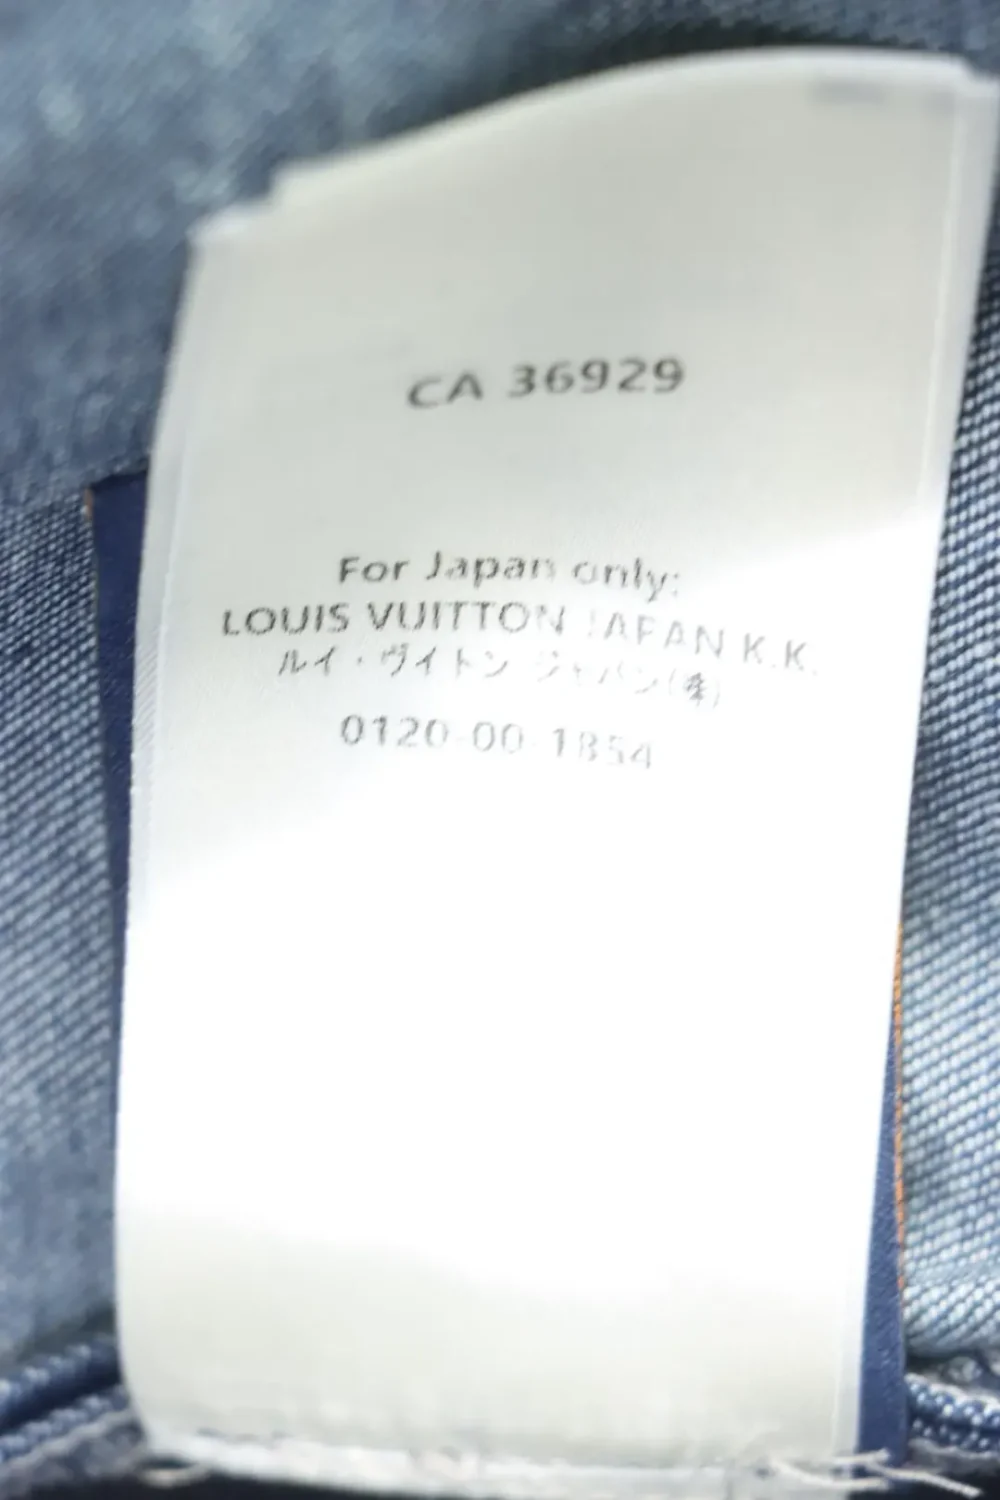 CA 36929
For Japan only:
LOUIS VUITTON JAPAN K.K.
ルイ・ヴィトン ジャパン(株)
0120-00-1854